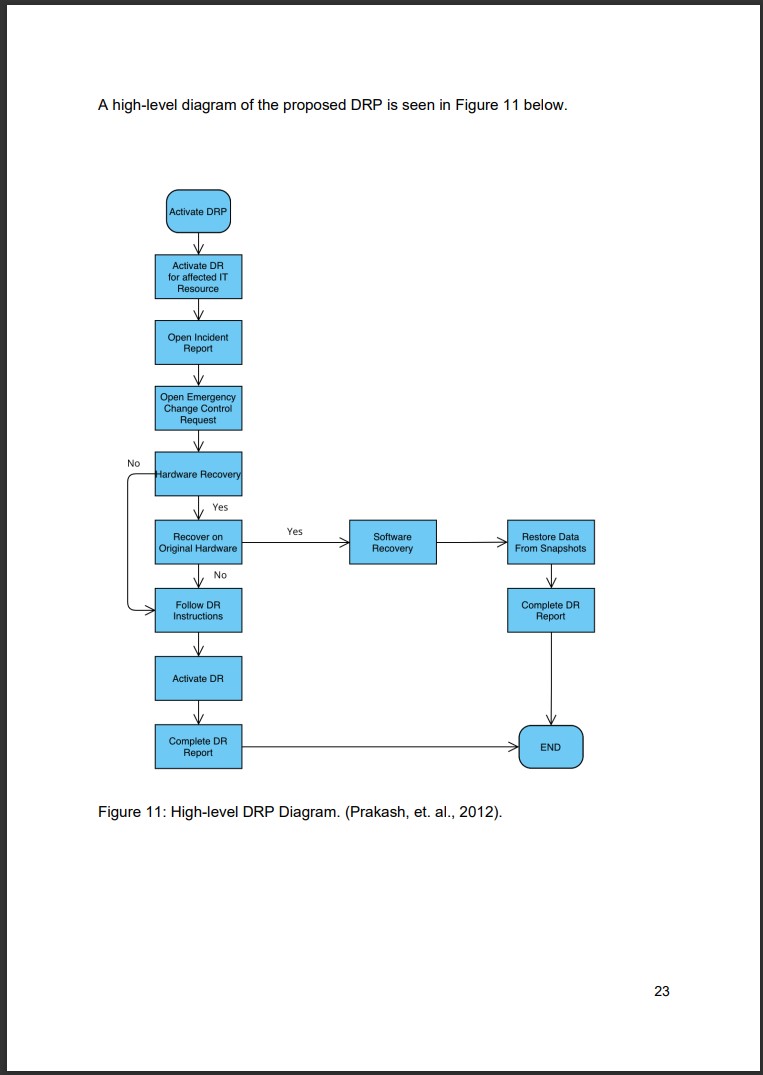 A high-level diagram of the proposed DRP is seen in Figure 11 below.
Activate DRP
Activate DR
for affected IT
Resource
Open Incident
Report
Open Emergency
Change Control
Request
No
Hardware Recovery
Yes
Recover on
Original Hardware
Yes
Software
Recovery
Restore Data
From Snapshots
No
Follow DR
Instructions
Complete DR
Report
Activate DR
Complete DR
Report
END
Figure 11: High-level DRP Diagram. (Prakash, et. al., 2012).
23